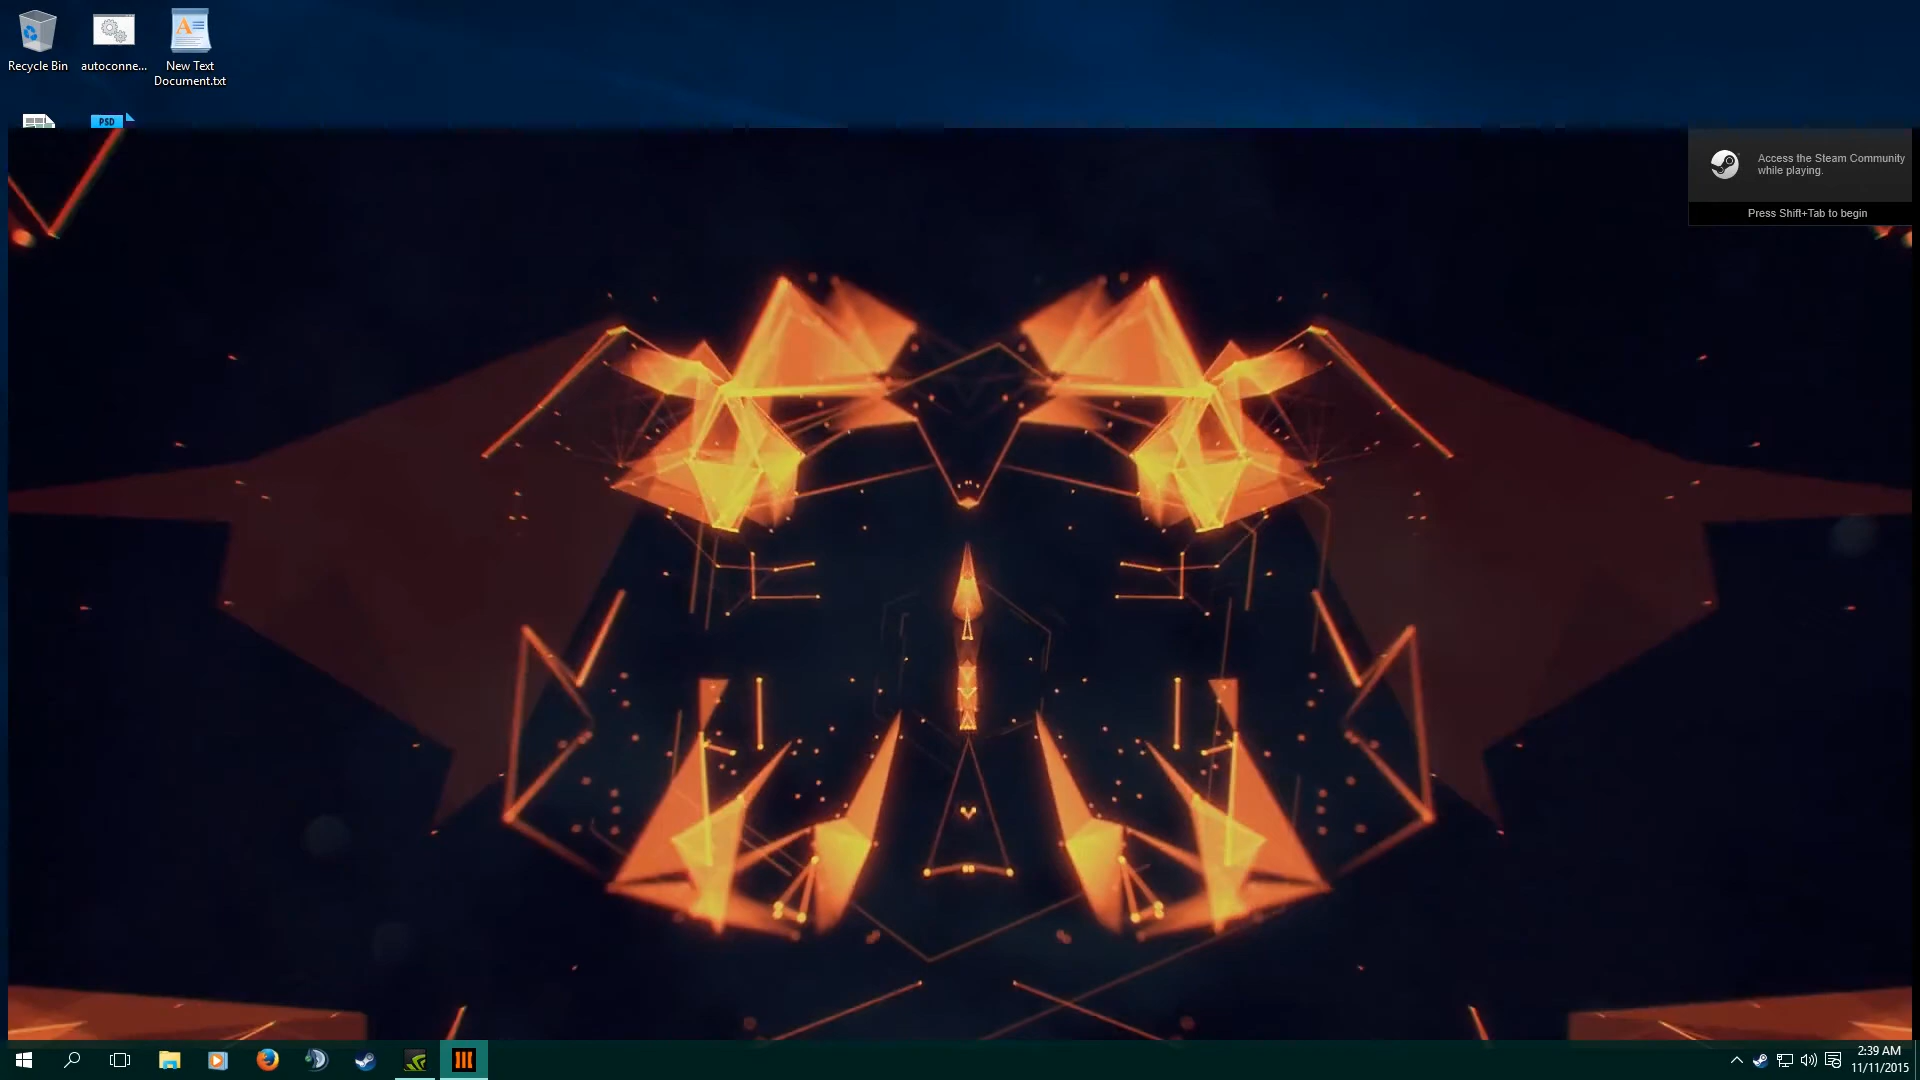 Recycle Bin
autoconne...
New Text
Document.txt
PSD
Access the Steam Community
while playing.
Press Shift+Tab to begin
2:39 AM
11/11/2015